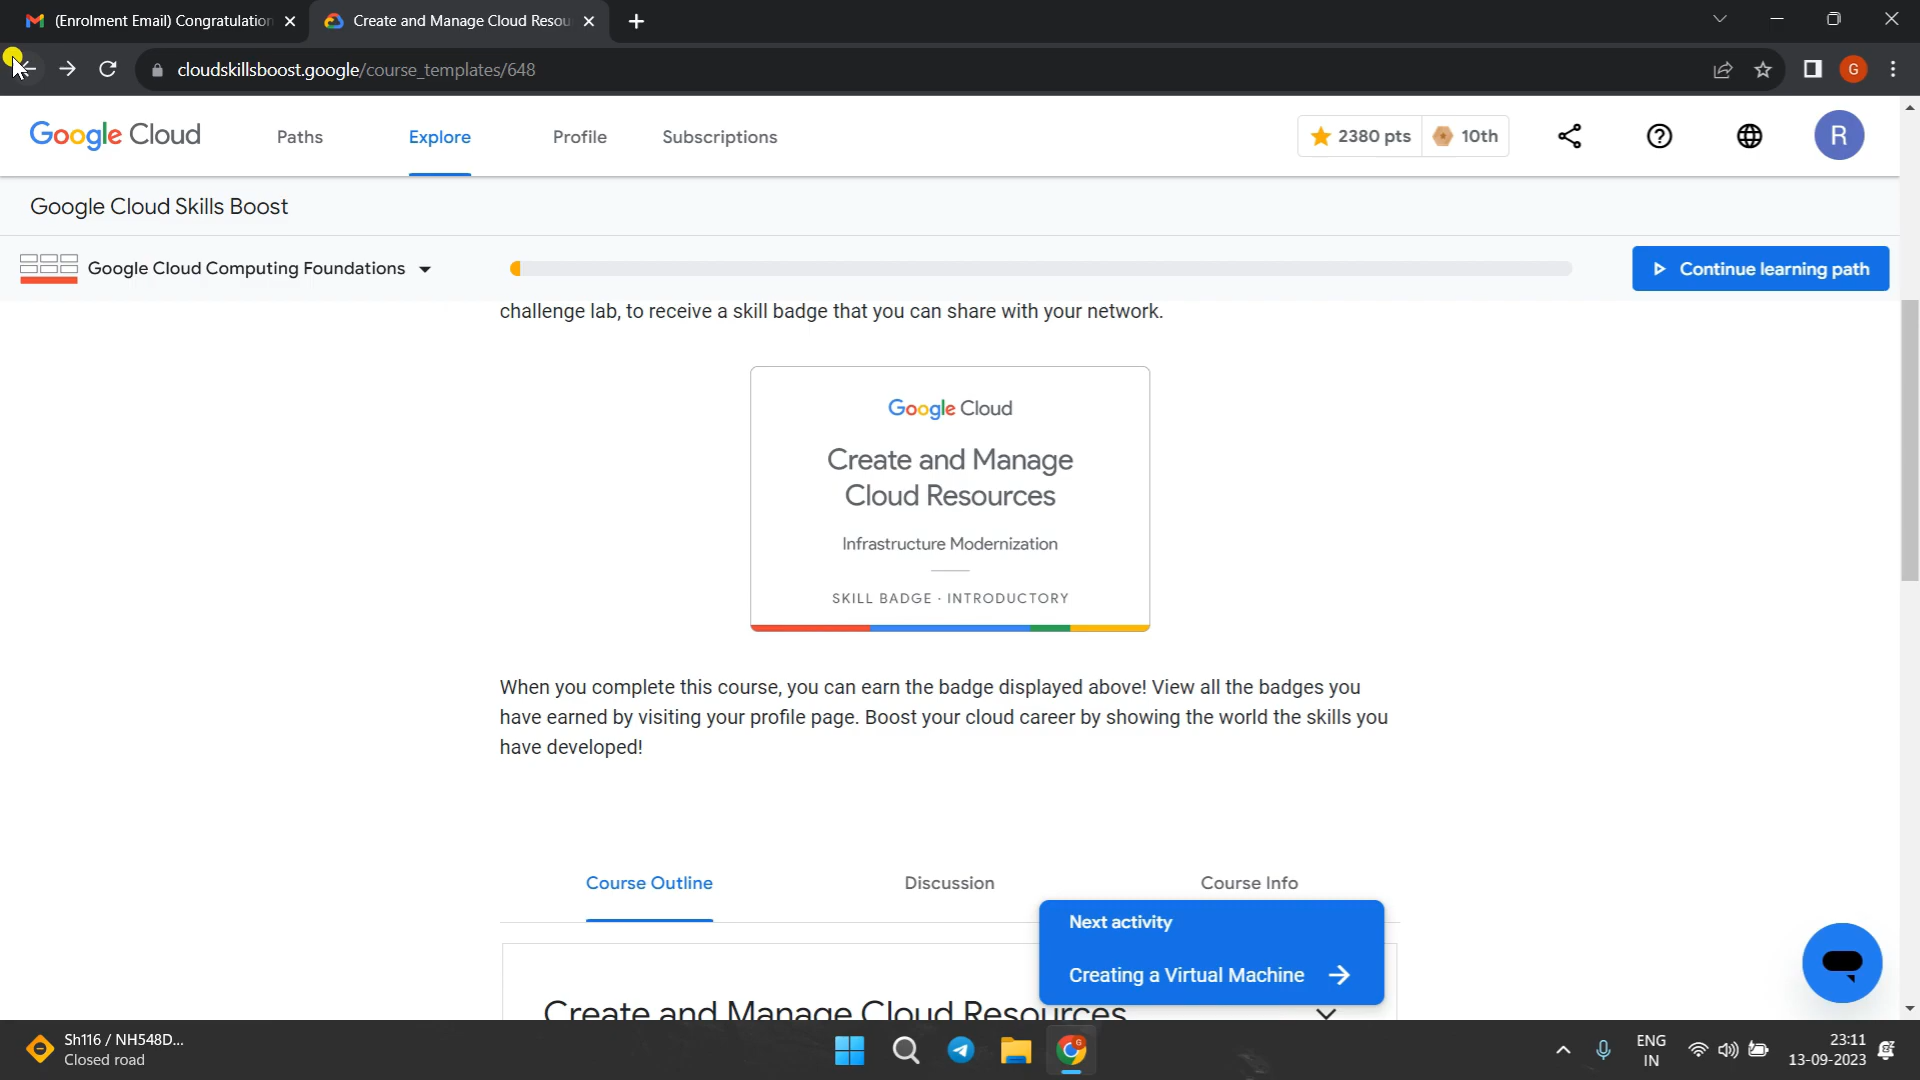 (Enrolment Email) Congratulation
Create and Manage Cloud Resou
cloudskillsboost.google/course_templates/648
G
Google Cloud
Paths
Explore
Profile
Subscriptions
2380 pts
10th
R
Google Cloud Skills Boost
Google Cloud Computing Foundations
Continue learning path
challenge lab, to receive a skill badge that you can share with your network.
Google Cloud
Create and Manage
Cloud Resources
Infrastructure Modernization
SKILL BADGE · INTRODUCTORY
When you complete this course, you can earn the badge displayed above! View all the badges you
have earned by visiting your profile page. Boost your cloud career by showing the world the skills you
have developed!
Course Outline
Discussion
Course Info
Next activity
Creating a Virtual Machine
Create and Manage Cloud Resources
Sh116 / NH548D...
Closed road
ENG
IN
23:11
13-09-2023